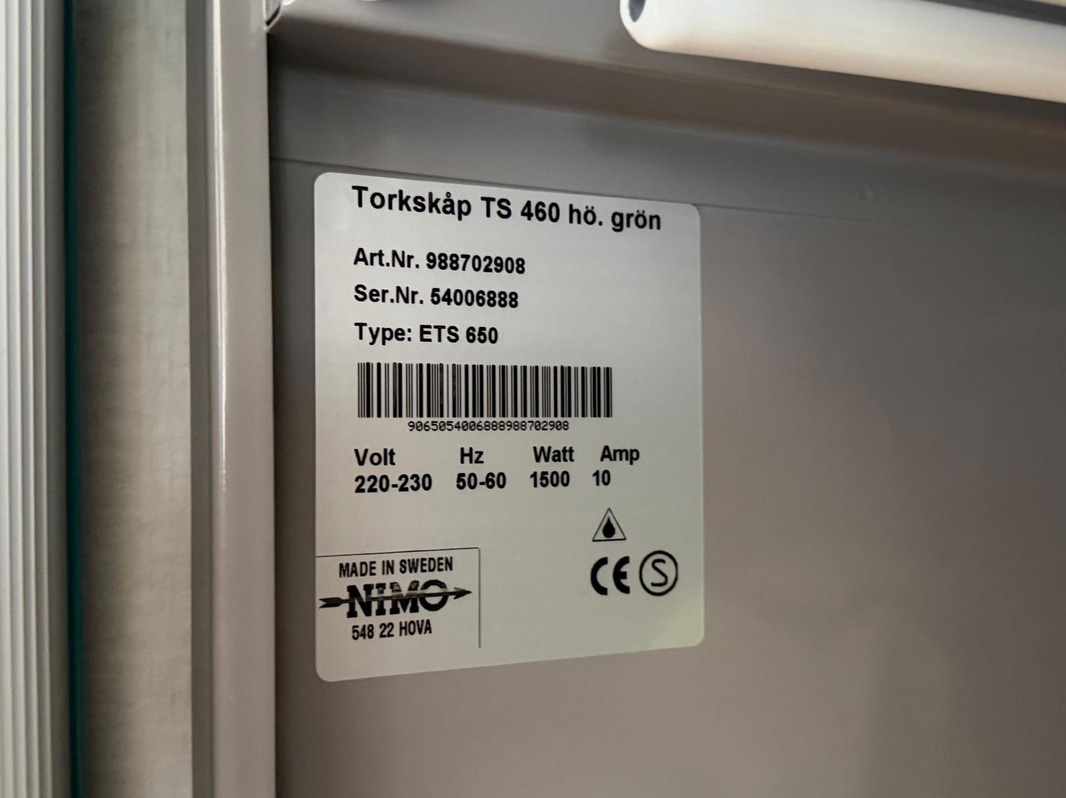 Torkskåp TS 460 hö. grön
Art.Nr. 988702908
Ser.Nr. 54006888
Type: ETS 650
9065054006888988702908
Volt Hz Watt Amp
220-230 50-60 1500 10
CE S
MADE IN SWEDEN
NIMO
548 22 HOVA